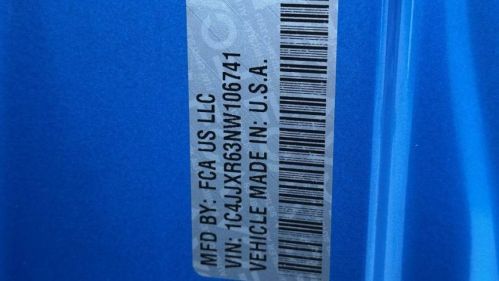 MFD BY: FCA US LLC
VIN: 1C4JJXR63NW106741
VEHICLE MADE IN: U.S.A.